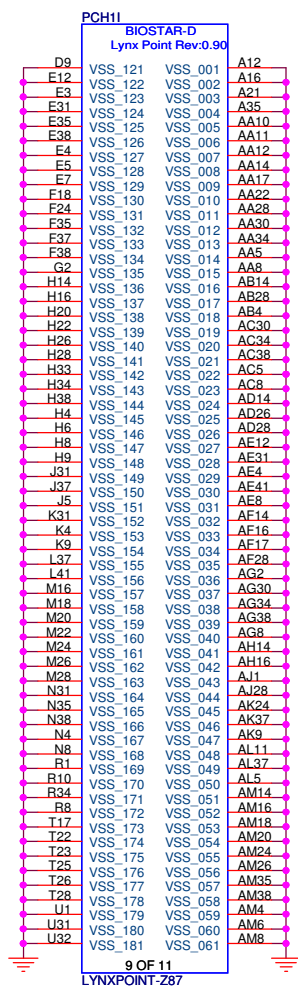 PCH1I
BIOSTAR-D
Lynx Point Rev:0.90
D9 VSS_121 VSS_001 A12
E12 VSS_122 VSS_002 A16
E3 VSS_123 VSS_003 A21
E31 VSS_124 VSS_004 A35
E35 VSS_125 VSS_005 AA10
E38 VSS_126 VSS_006 AA11
E4 VSS_127 VSS_007 AA12
E5 VSS_128 VSS_008 AA14
E7 VSS_129 VSS_009 AA17
F18 VSS_130 VSS_010 AA22
F24 VSS_131 VSS_011 AA28
F35 VSS_132 VSS_012 AA30
F37 VSS_133 VSS_013 AA34
F38 VSS_134 VSS_014 AA5
G2 VSS_135 VSS_015 AA8
H14 VSS_136 VSS_016 AB14
H16 VSS_137 VSS_017 AB28
H20 VSS_138 VSS_018 AB4
H22 VSS_139 VSS_019 AC30
H26 VSS_140 VSS_020 AC34
H28 VSS_141 VSS_021 AC38
H33 VSS_142 VSS_022 AC5
H34 VSS_143 VSS_023 AC8
H38 VSS_144 VSS_024 AD14
H4 VSS_145 VSS_025 AD26
H6 VSS_146 VSS_026 AD28
H8 VSS_147 VSS_027 AE12
H9 VSS_148 VSS_028 AE31
J31 VSS_149 VSS_029 AE4
J37 VSS_150 VSS_030 AE41
J5 VSS_151 VSS_031 AE8
K31 VSS_152 VSS_032 AF14
K4 VSS_153 VSS_033 AF16
K9 VSS_154 VSS_034 AF17
L37 VSS_155 VSS_035 AF28
L41 VSS_156 VSS_036 AG2
M16 VSS_157 VSS_037 AG30
M18 VSS_158 VSS_038 AG34
M20 VSS_159 VSS_039 AG38
M22 VSS_160 VSS_040 AG8
M24 VSS_161 VSS_041 AH14
M26 VSS_162 VSS_042 AH16
M28 VSS_163 VSS_043 AJ1
N31 VSS_164 VSS_044 AJ28
N35 VSS_165 VSS_045 AK24
N38 VSS_166 VSS_046 AK37
N4 VSS_167 VSS_047 AK9
N8 VSS_168 VSS_048 AL11
R1 VSS_169 VSS_049 AL37
R10 VSS_170 VSS_050 AL5
R34 VSS_171 VSS_051 AM14
R8 VSS_172 VSS_052 AM16
T17 VSS_173 VSS_053 AM18
T22 VSS_174 VSS_054 AM20
T23 VSS_175 VSS_055 AM24
T25 VSS_176 VSS_056 AM26
T26 VSS_177 VSS_057 AM35
T28 VSS_178 VSS_058 AM38
U1 VSS_179 VSS_059 AM4
U31 VSS_180 VSS_060 AM6
U32 VSS_181 VSS_061 AM8
9 OF 11
LYNXPOINT-Z87